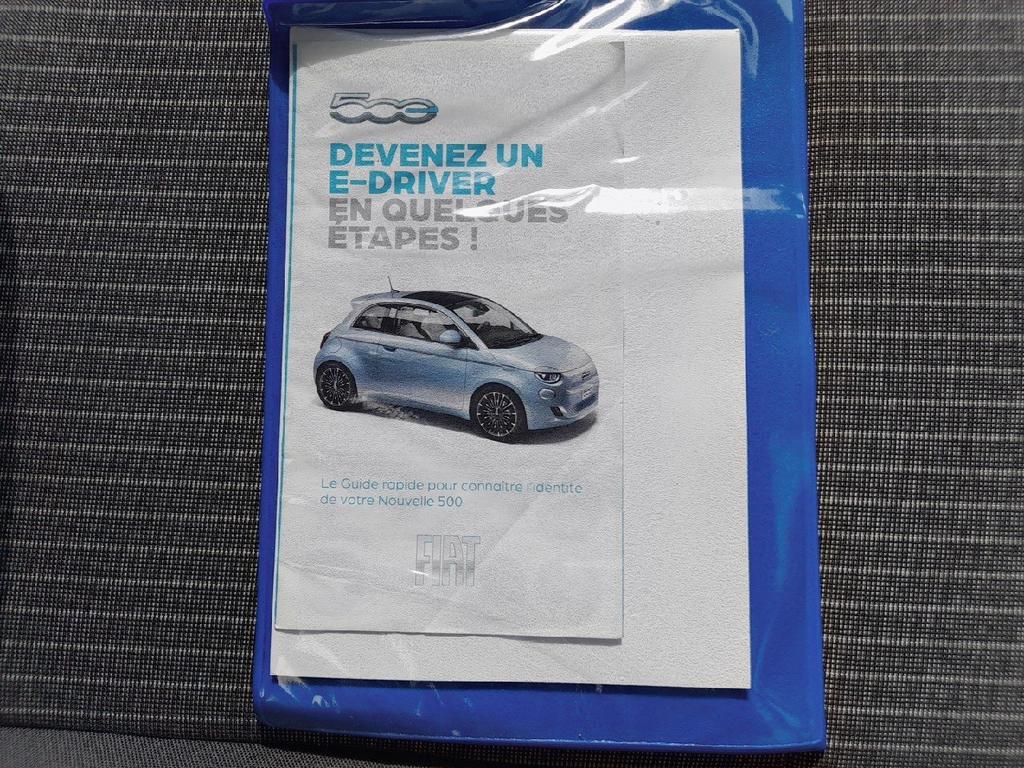 500
DEVENEZ UN
E-DRIVER
EN QUELQUES
ÉTAPES !
Le Guide rapide pour connaître l'identité
de votre Nouvelle 500
FIAT